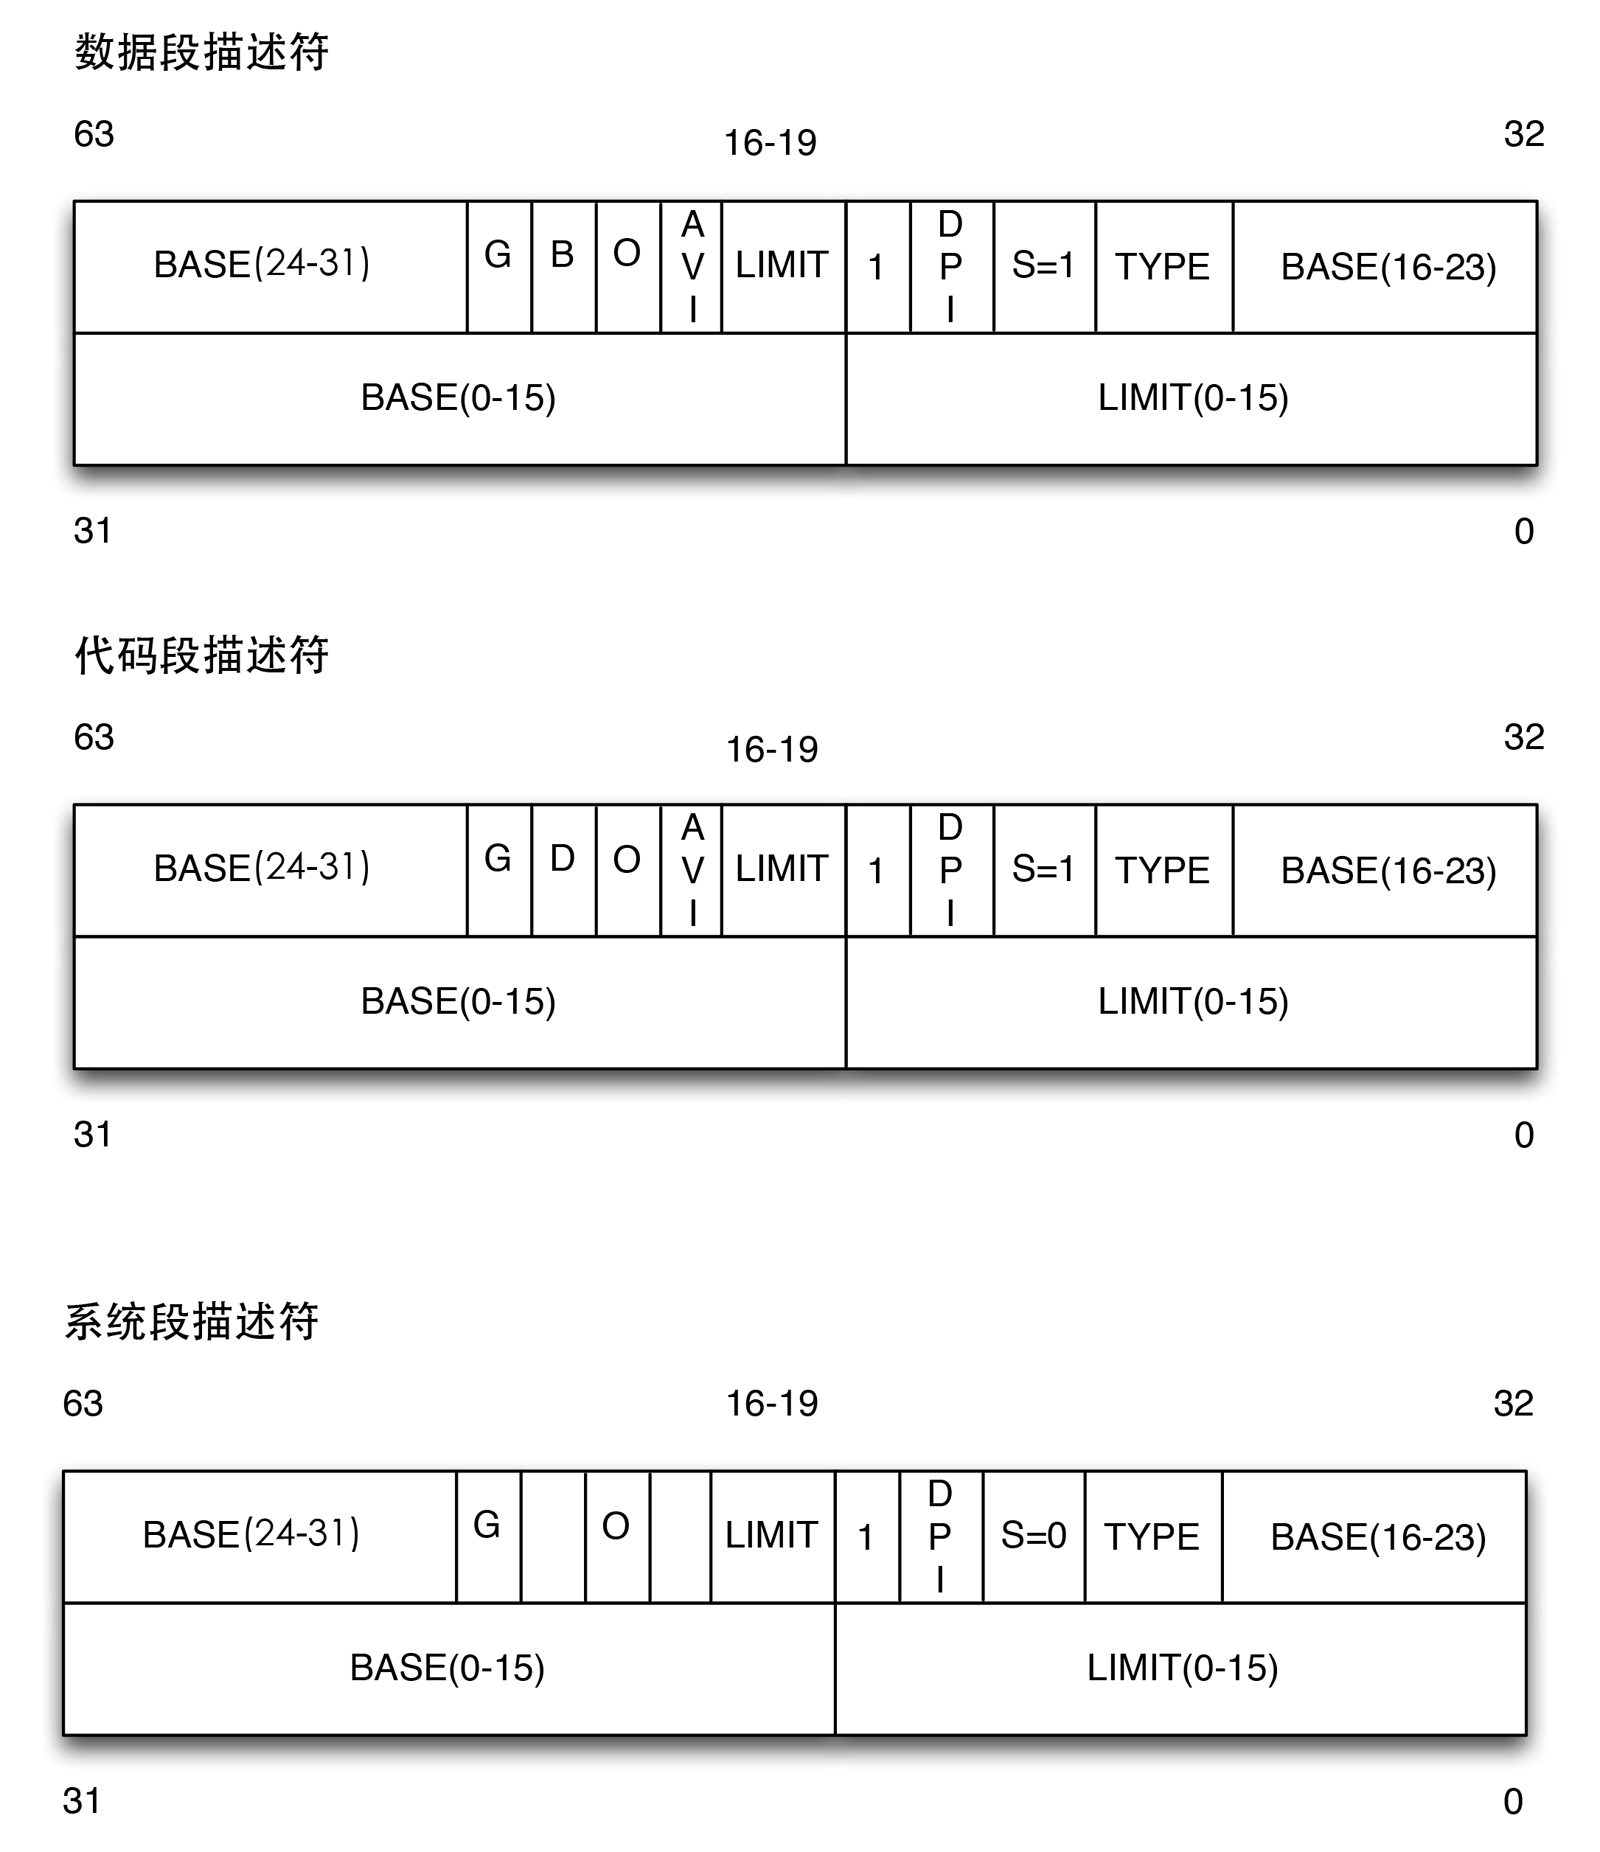 数据段描述符
63 16-19 32
BASE(24-31) G B O AVI LIMIT 1 DPI S=1 TYPE BASE(16-23)
BASE(0-15) LIMIT(0-15)
31 0
代码段描述符
63 16-19 32
BASE(24-31) G D O AVI LIMIT 1 DPI S=1 TYPE BASE(16-23)
BASE(0-15) LIMIT(0-15)
31 0
系统段描述符
63 16-19 32
BASE(24-31) G O LIMIT 1 DPI S=0 TYPE BASE(16-23)
BASE(0-15) LIMIT(0-15)
31 0